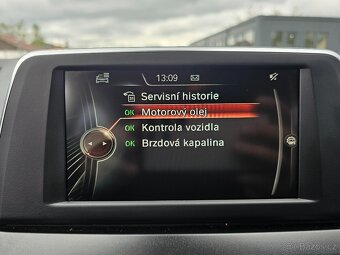 13:09
Servisní historie
OK Motorový olej
OK Kontrola vozidla
OK Brzdová kapalina